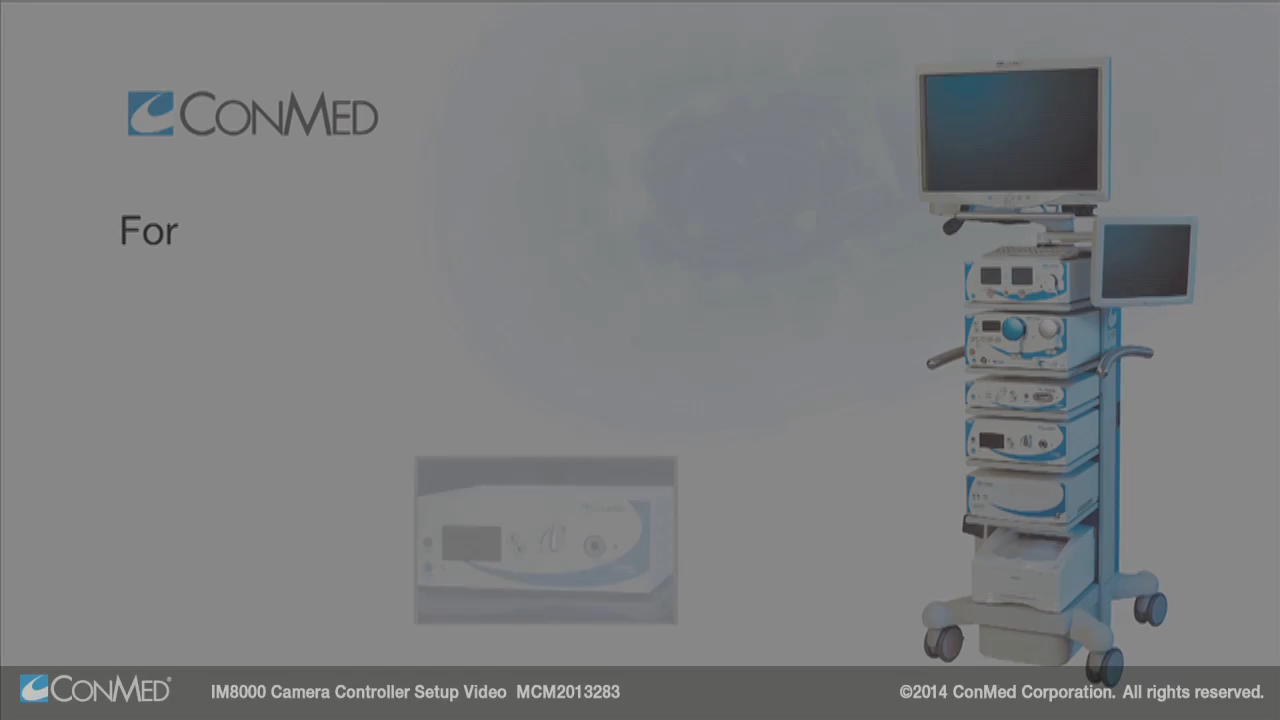 CONMED
For
CONMED®
IM8000 Camera Controller Setup Video MCM2013283
©2014 ConMed Corporation. All rights reserved.